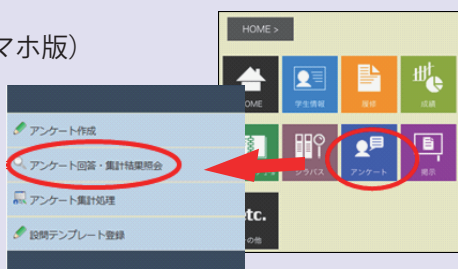 マホ版）
HOME >
OME
学生情報
履修
成績
シラバス
アンケート
掲示
etc.
の他
アンケート作成
アンケート回答・集計結果照会
アンケート集計処理
設問テンプレート登録